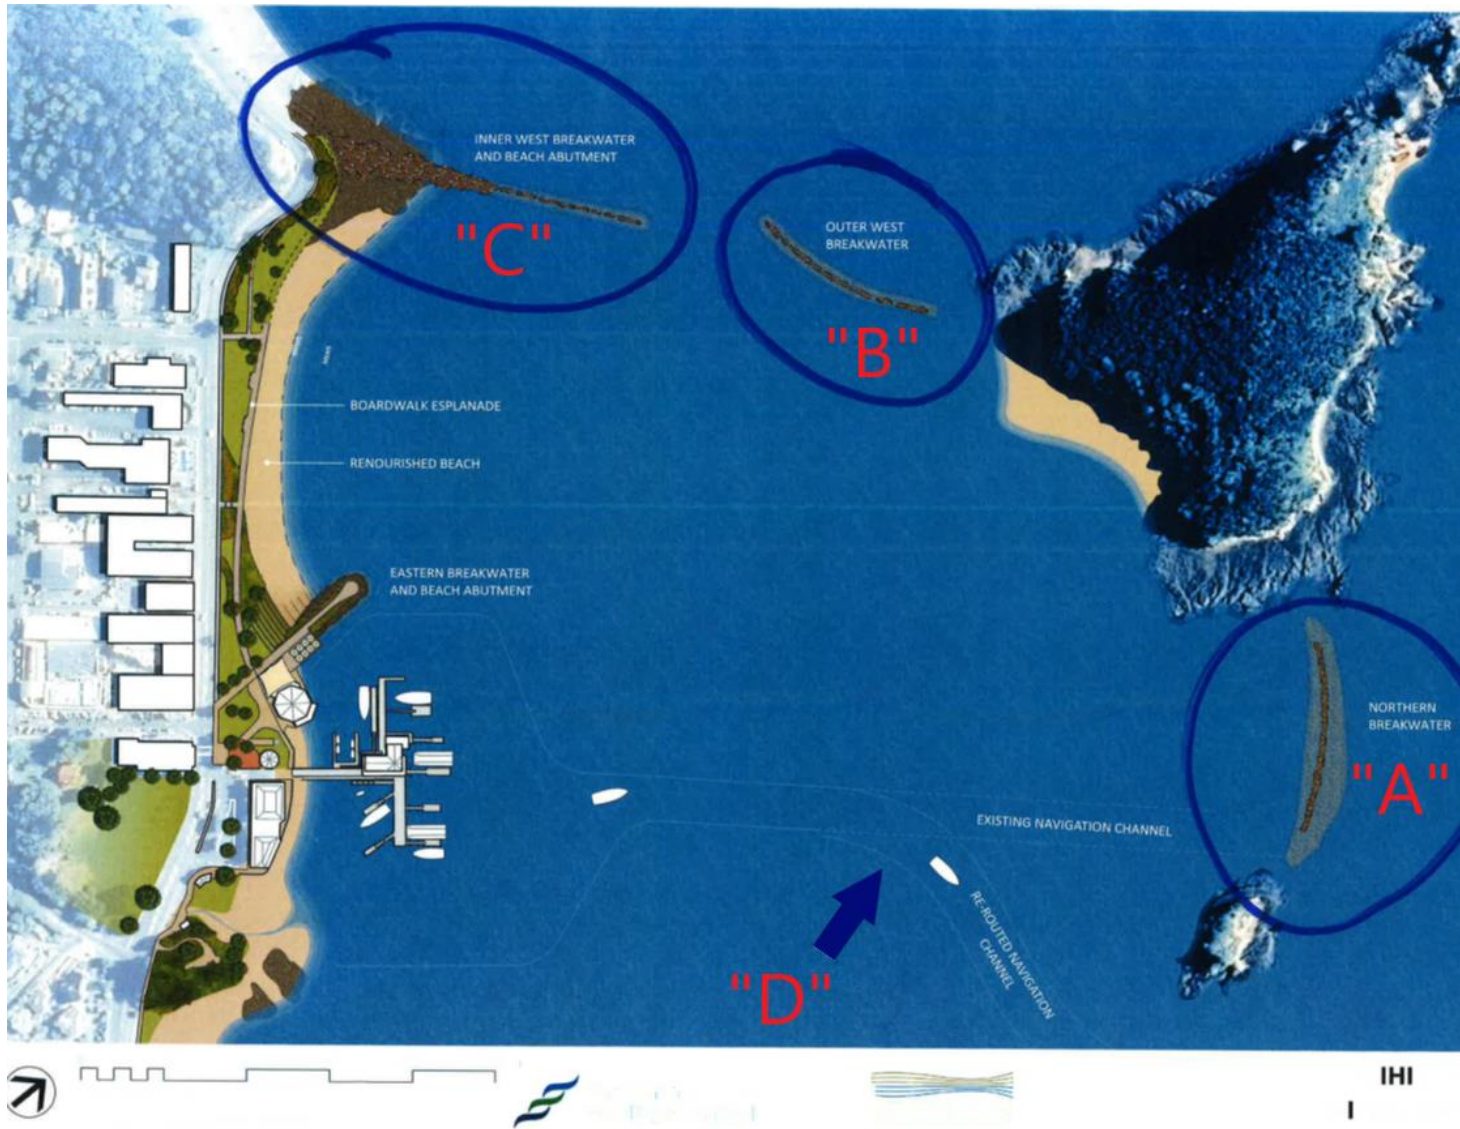 INNER WEST BREAKWATER
AND BEACH ABUTMENT
"C"
OUTER WEST
BREAKWATER
"B"
BOARDWALK ESPLANADE
RENOURISHED BEACH
EASTERN BREAKWATER
AND BEACH ABUTMENT
NORTHERN
BREAKWATER
"A"
EXISTING NAVIGATION CHANNEL
RE-ROUTED NAVIGATION
CHANNEL
"D"
IHI
I